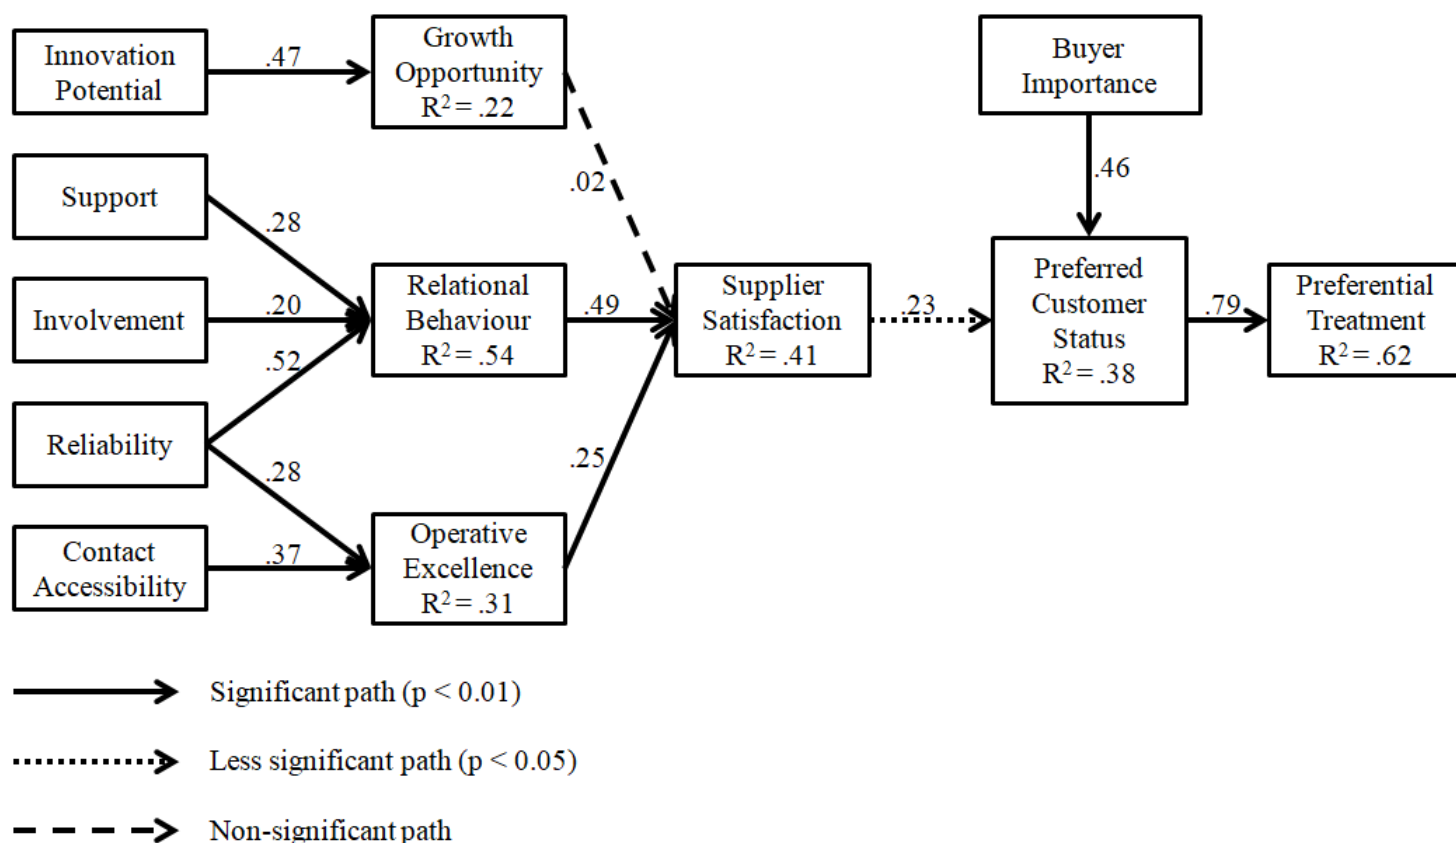 Innovation
Potential
.47
Growth
Opportunity
R² = .22
Buyer
Importance
.46
.02
Support
.28
Involvement
.20
Relational
Behaviour
R² = .54
.49
Supplier
Satisfaction
R² = .41
.23
Preferred
Customer
Status
R² = .38
.79
Preferential
Treatment
R² = .62
.52
Reliability
.28
.25
Contact
Accessibility
.37
Operative
Excellence
R² = .31
Significant path (p < 0.01)
Less significant path (p < 0.05)
Non-significant path